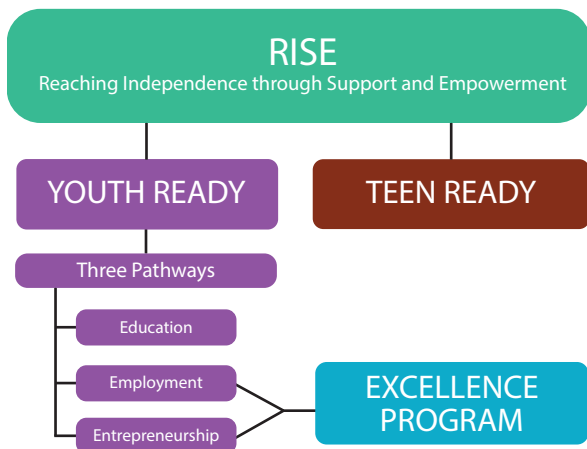 RISE
Reaching Independence through Support and Empowerment
YOUTH READY
TEEN READY
Three Pathways
Education
Employment
Entrepreneurship
EXCELLENCE
PROGRAM